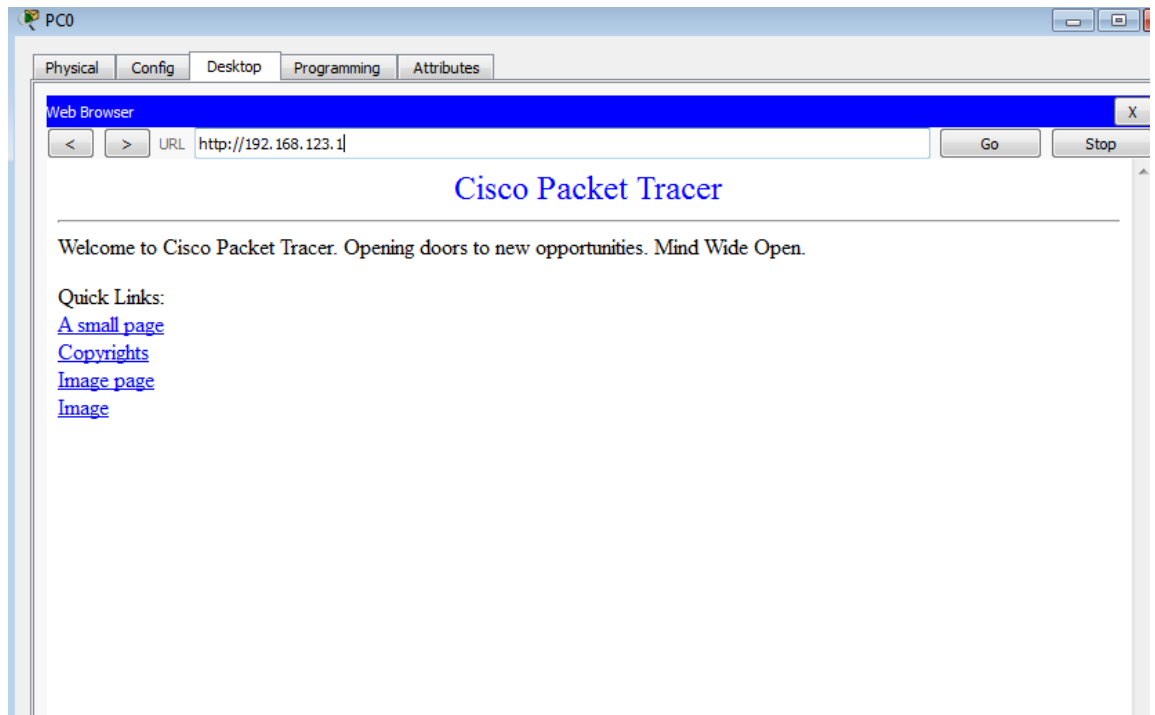 PC0
Physical Config Desktop Programming Attributes
Web Browser X
< > URL http://192.168.123.1 Go Stop
Cisco Packet Tracer
Welcome to Cisco Packet Tracer. Opening doors to new opportunities. Mind Wide Open.
Quick Links:
A small page
Copyrights
Image page
Image